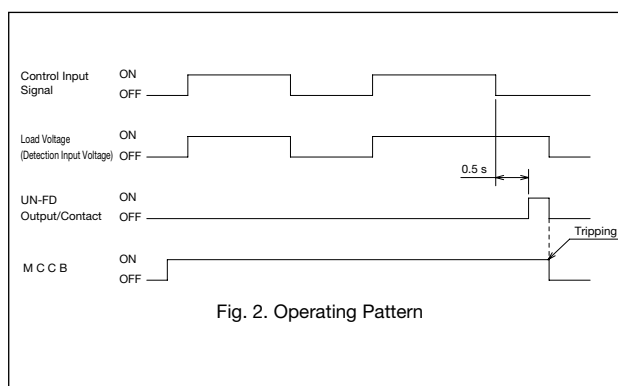 Control Input
Signal
ON
OFF
Load Voltage
(Detection Input Voltage)
ON
OFF
0.5 s
UN-FD
Output/Contact
ON
OFF
Tripping
M C C B
ON
OFF
Fig. 2. Operating Pattern